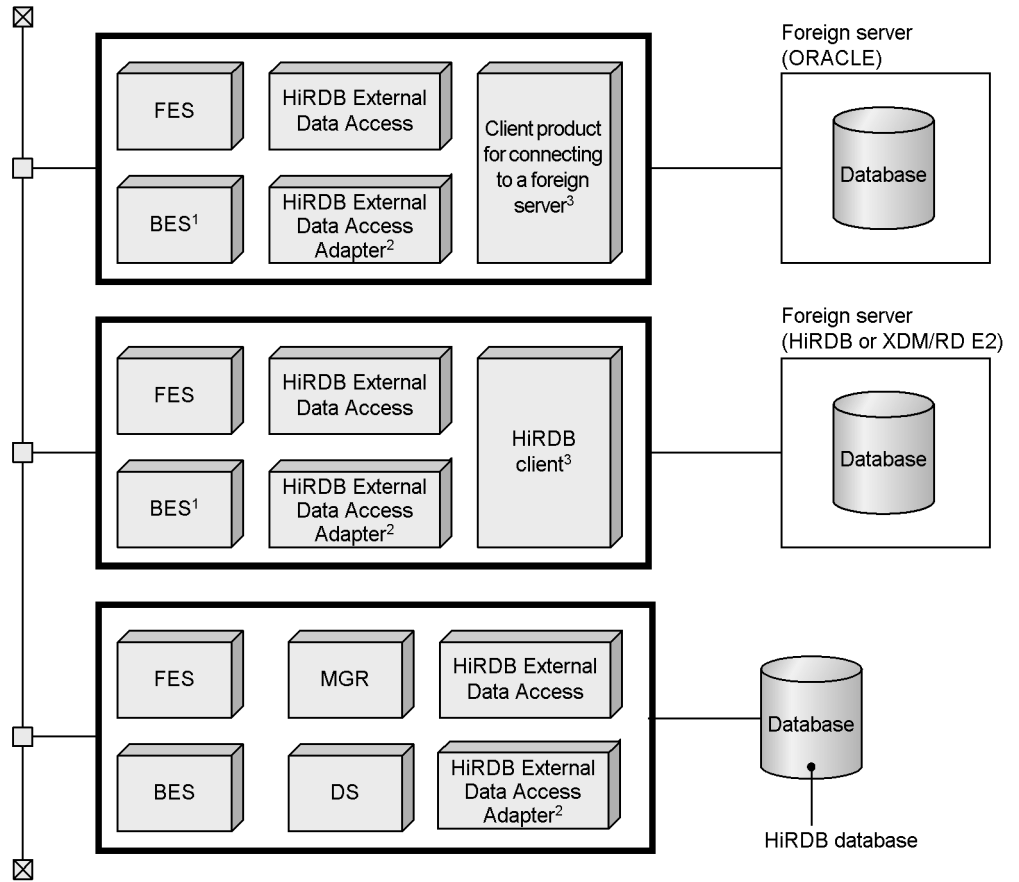 Foreign server
(ORACLE)
FES
HiRDB External
Data Access
Client product
for connecting
to a foreign
server³
BES¹
HiRDB External
Data Access
Adapter²
Database
Foreign server
(HiRDB or XDM/RD E2)
FES
HiRDB External
Data Access
HiRDB
client³
BES¹
HiRDB External
Data Access
Adapter²
Database
FES
MGR
HiRDB External
Data Access
BES
DS
HiRDB External
Data Access
Adapter²
Database
HiRDB database